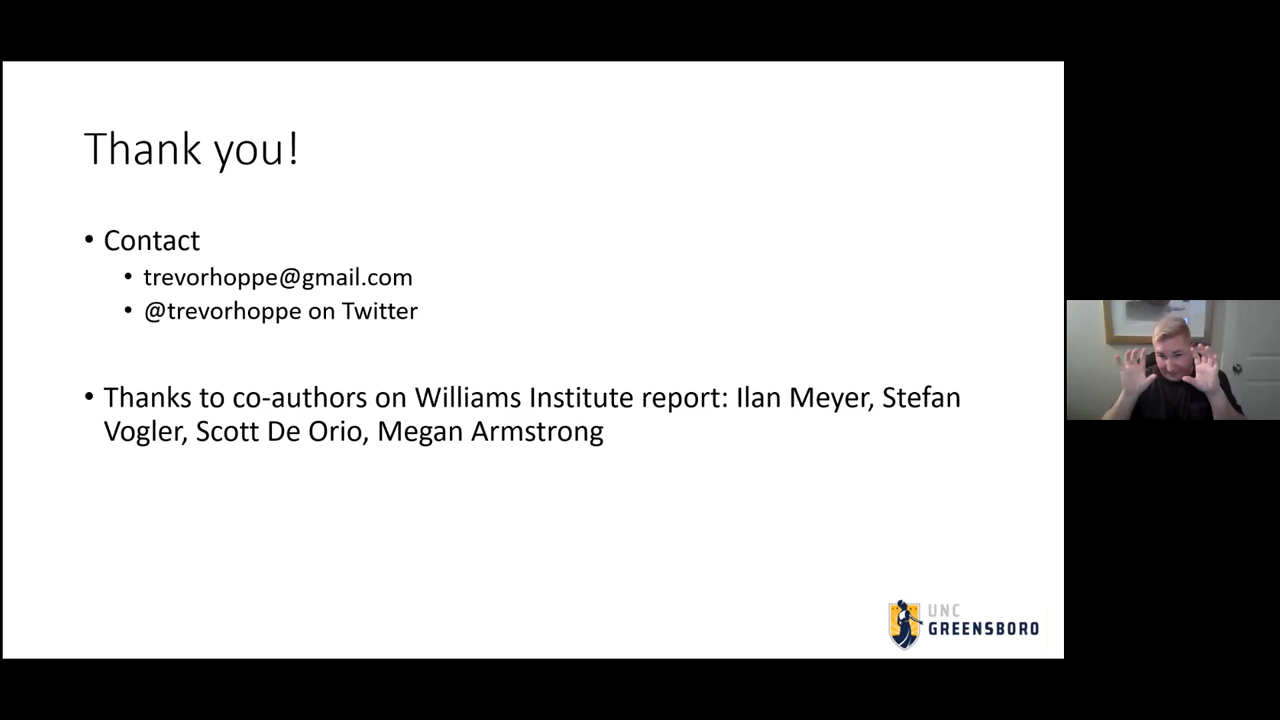 Thank you!
• Contact
• trevorhoppe@gmail.com
• @trevorhoppe on Twitter
• Thanks to co-authors on Williams Institute report: Ilan Meyer, Stefan
Vogler, Scott De Orio, Megan Armstrong
UNC
GREENSBORO